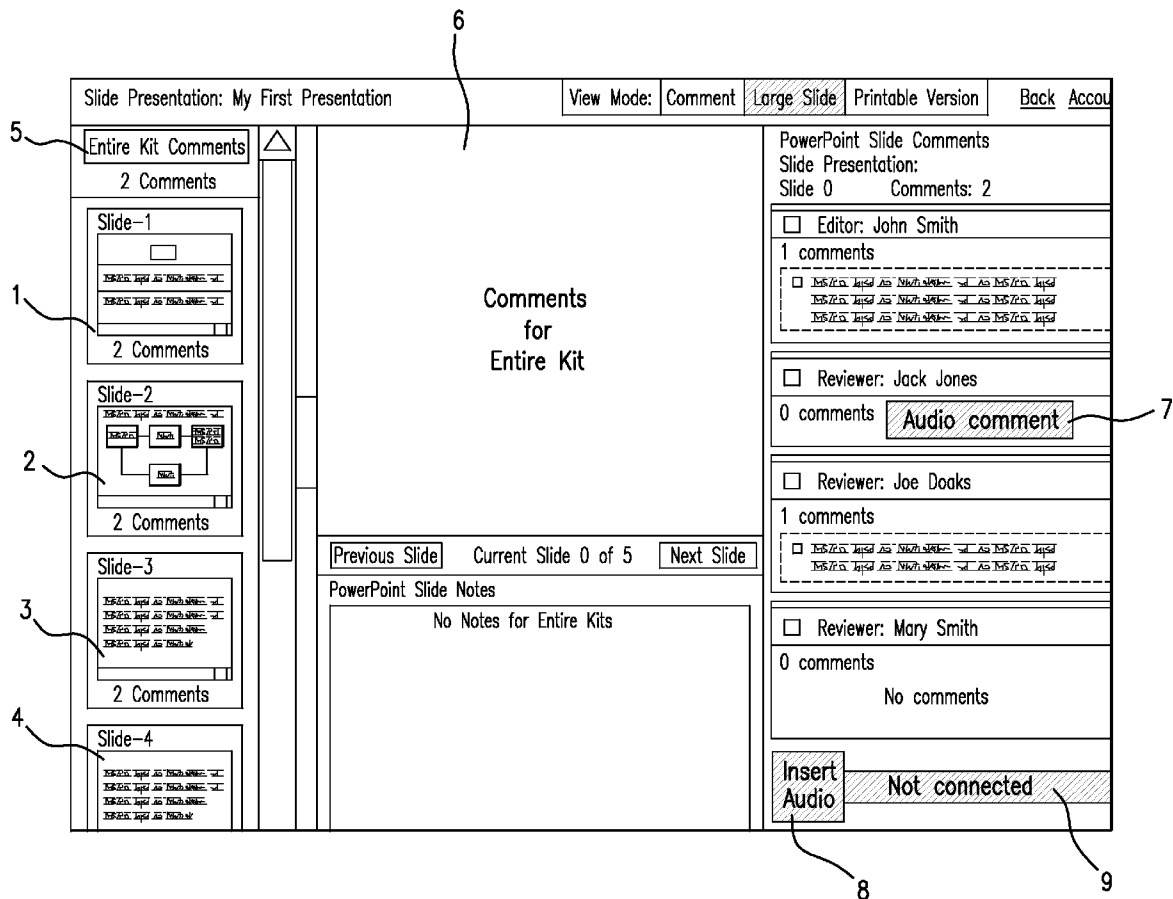 6
Slide Presentation: My First Presentation
View Mode: Comment Large Slide Printable Version Back Accou
5
Entire Kit Comments
2 Comments
Slide-1
1
2 Comments
Slide-2
2
2 Comments
Slide-3
3
2 Comments
4
Slide-4
Comments
for
Entire Kit
Previous Slide Current Slide 0 of 5 Next Slide
PowerPoint Slide Notes
No Notes for Entire Kits
PowerPoint Slide Comments
Slide Presentation:
Slide 0 Comments: 2
Editor: John Smith
1 comments
Reviewer: Jack Jones
0 comments Audio comment
7
Reviewer: Joe Doaks
1 comments
Reviewer: Mary Smith
0 comments
No comments
Insert
Audio
Not connected
8
9